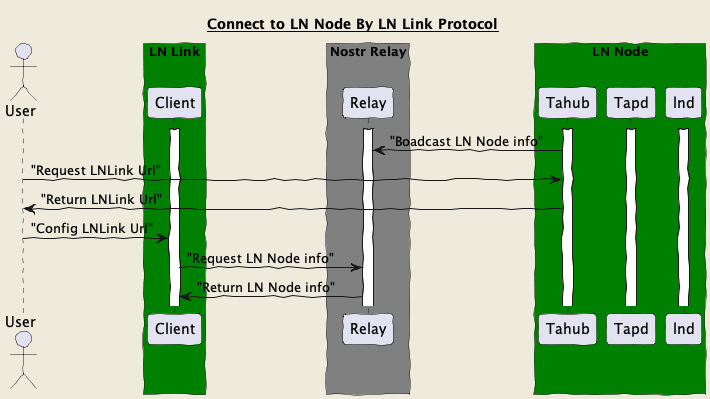 Connect to LN Node By LN Link Protocol
LN Link
Nostr Relay
LN Node
User
Client
Relay
Tahub
Tapd
lnd
"Boadcast LN Node info"
"Request LNLink Url"
"Return LNLink Url"
"Config LNLink Url"
"Request LN Node info"
"Return LN Node info"
User
Client
Relay
Tahub
Tapd
lnd